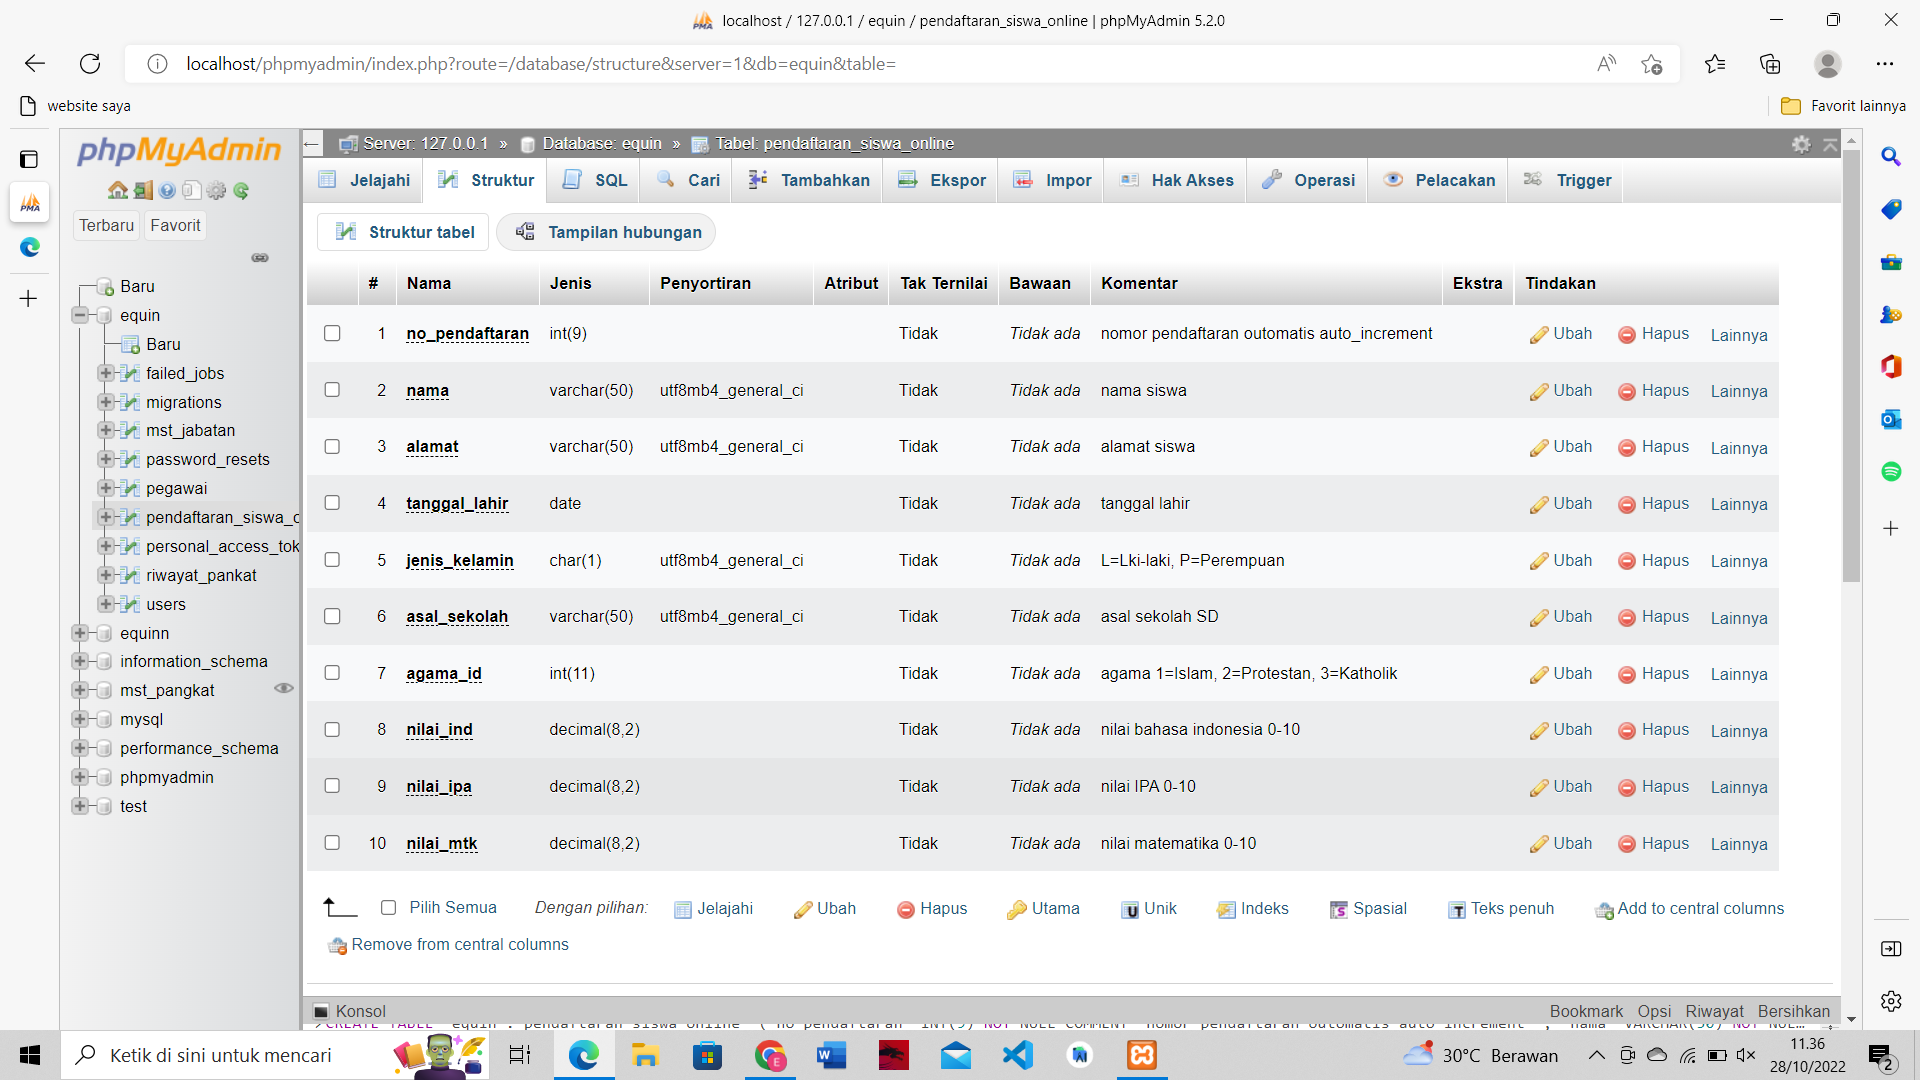 localhost / 127.0.0.1 / equin / pendaftaran_siswa_online | phpMyAdmin 5.2.0
localhost/phpmyadmin/index.php?route=/database/structure&server=1&db=equin&table=
website saya
Favorit lainnya
phpMyAdmin
Terbaru Favorit
Baru
equin
Baru
failed_jobs
migrations
mst_jabatan
password_resets
pegawai
pendaftaran_siswa_o
personal_access_tok
riwayat_pankat
users
equinn
information_schema
mst_pangkat
mysql
performance_schema
phpmyadmin
test
Server: 127.0.0.1 » Database: equin » Tabel: pendaftaran_siswa_online
Jelajahi Struktur SQL Cari Tambahkan Ekspor Impor Hak Akses Operasi Pelacakan Trigger
Struktur tabel Tampilan hubungan
# Nama Jenis Penyortiran Atribut Tak Ternilai Bawaan Komentar Ekstra Tindakan
1 no_pendaftaran int(9) Tidak Tidak ada nomor pendaftaran outomatis auto_increment Ubah Hapus Lainnya
2 nama varchar(50) utf8mb4_general_ci Tidak Tidak ada nama siswa Ubah Hapus Lainnya
3 alamat varchar(50) utf8mb4_general_ci Tidak Tidak ada alamat siswa Ubah Hapus Lainnya
4 tanggal_lahir date Tidak Tidak ada tanggal lahir Ubah Hapus Lainnya
5 jenis_kelamin char(1) utf8mb4_general_ci Tidak Tidak ada L=Lki-laki, P=Perempuan Ubah Hapus Lainnya
6 asal_sekolah varchar(50) utf8mb4_general_ci Tidak Tidak ada asal sekolah SD Ubah Hapus Lainnya
7 agama_id int(11) Tidak Tidak ada agama 1=Islam, 2=Protestan, 3=Katholik Ubah Hapus Lainnya
8 nilai_ind decimal(8,2) Tidak Tidak ada nilai bahasa indonesia 0-10 Ubah Hapus Lainnya
9 nilai_ipa decimal(8,2) Tidak Tidak ada nilai IPA 0-10 Ubah Hapus Lainnya
10 nilai_mtk decimal(8,2) Tidak Tidak ada nilai matematika 0-10 Ubah Hapus Lainnya
Pilih Semua Dengan pilihan: Jelajahi Ubah Hapus Utama Unik Indeks Spasial Teks penuh Add to central columns
Remove from central columns
Konsol Bookmark Opsi Riwayat Bersihkan
Ketik di sini untuk mencari
30°C Berawan
11.36
28/10/2022
2